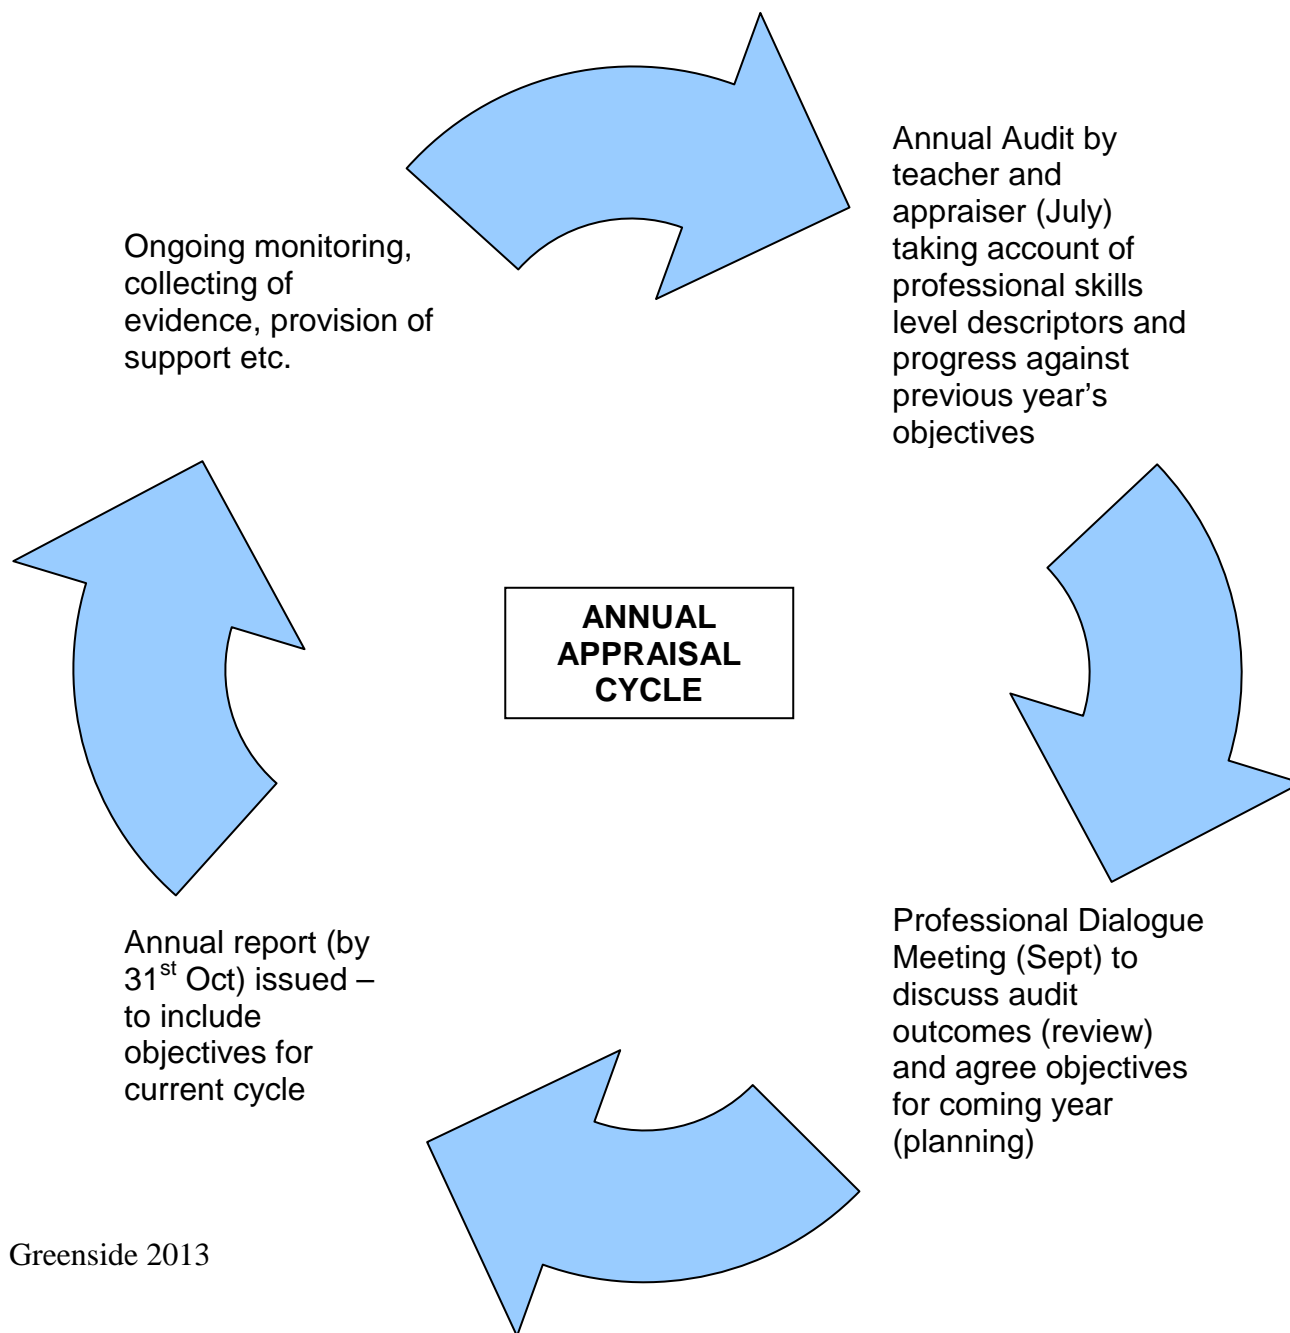 Annual Audit by
teacher and
appraiser (July)
taking account of
professional skills
level descriptors and
progress against
previous year’s
objectives
Ongoing monitoring,
collecting of
evidence, provision of
support etc.
ANNUAL
APPRAISAL
CYCLE
Professional Dialogue
Meeting (Sept) to
discuss audit
outcomes (review)
and agree objectives
for coming year
(planning)
Annual report (by
31st Oct) issued –
to include
objectives for
current cycle
Greenside 2013